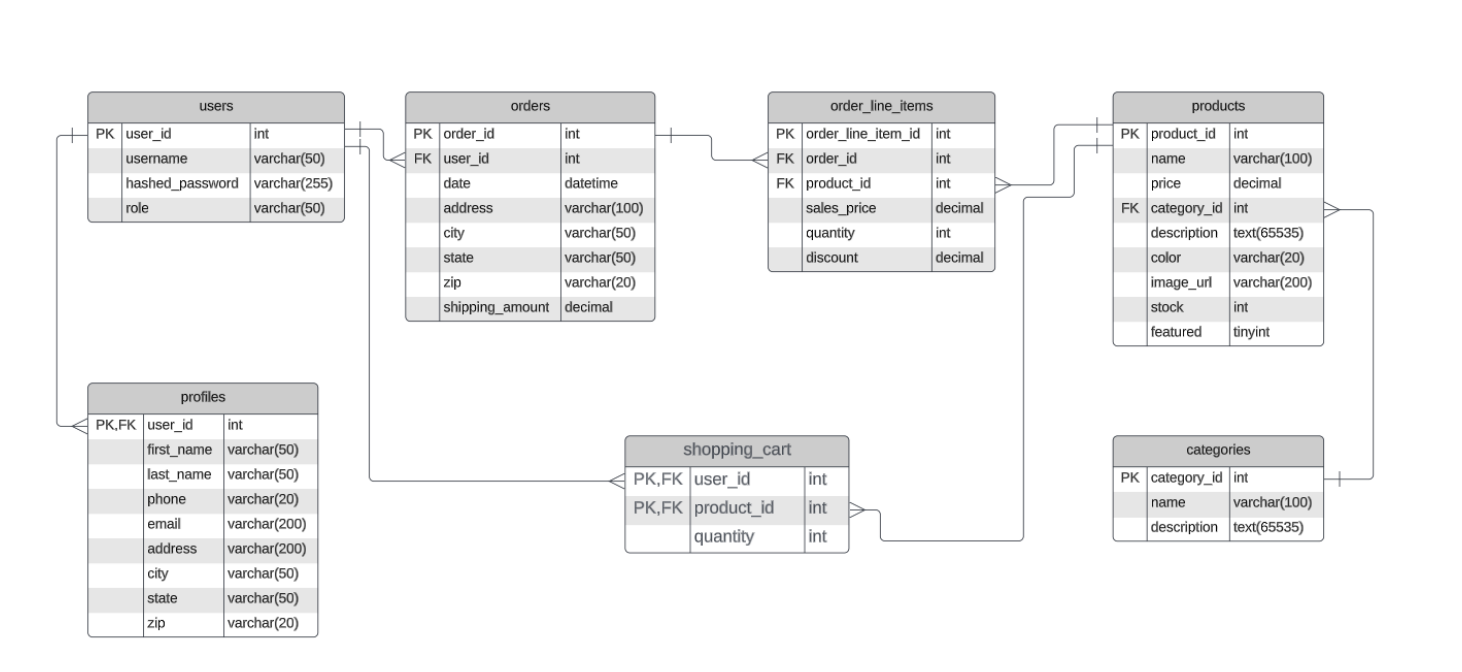 users
PK user_id int
username varchar(50)
hashed_password varchar(255)
role varchar(50)
orders
PK order_id int
FK user_id int
date datetime
address varchar(100)
city varchar(50)
state varchar(50)
zip varchar(20)
shipping_amount decimal
order_line_items
PK order_line_item_id int
FK order_id int
FK product_id int
sales_price decimal
quantity int
discount decimal
products
PK product_id int
name varchar(100)
price decimal
FK category_id int
description text(65535)
color varchar(20)
image_url varchar(200)
stock int
featured tinyint
profiles
PK,FK user_id int
first_name varchar(50)
last_name varchar(50)
phone varchar(20)
email varchar(200)
address varchar(200)
city varchar(50)
state varchar(50)
zip varchar(20)
shopping_cart
PK,FK user_id int
PK,FK product_id int
quantity int
categories
PK category_id int
name varchar(100)
description text(65535)